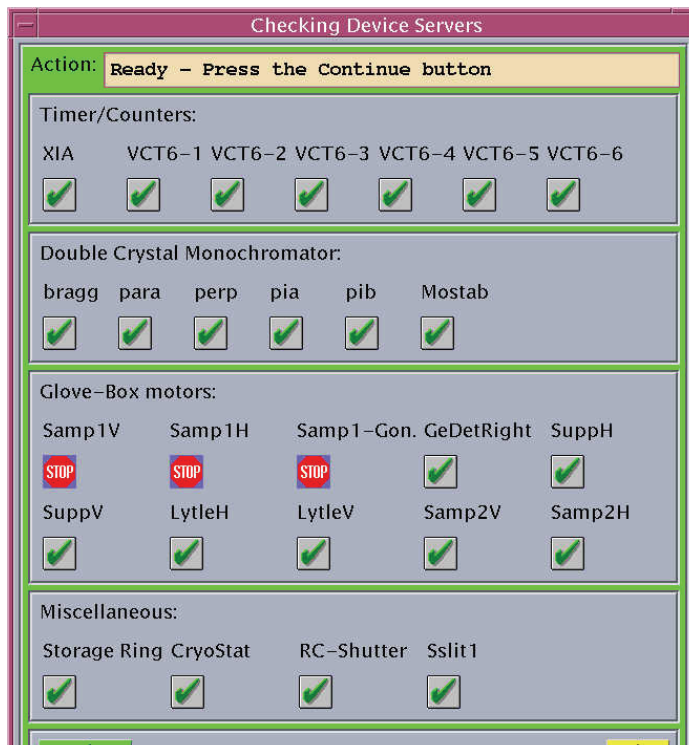 Checking Device Servers
Action: Ready - Press the Continue button
Timer/Counters:
XIA VCT6-1 VCT6-2 VCT6-3 VCT6-4 VCT6-5 VCT6-6
Double Crystal Monochromator:
bragg para perp pia pib Mostab
Glove-Box motors:
Samp1V Samp1H Samp1-Gon. GeDetRight SuppH
STOP STOP STOP
SuppV LytleH LytleV Samp2V Samp2H
Miscellaneous:
Storage Ring CryoStat RC-Shutter Sslit1